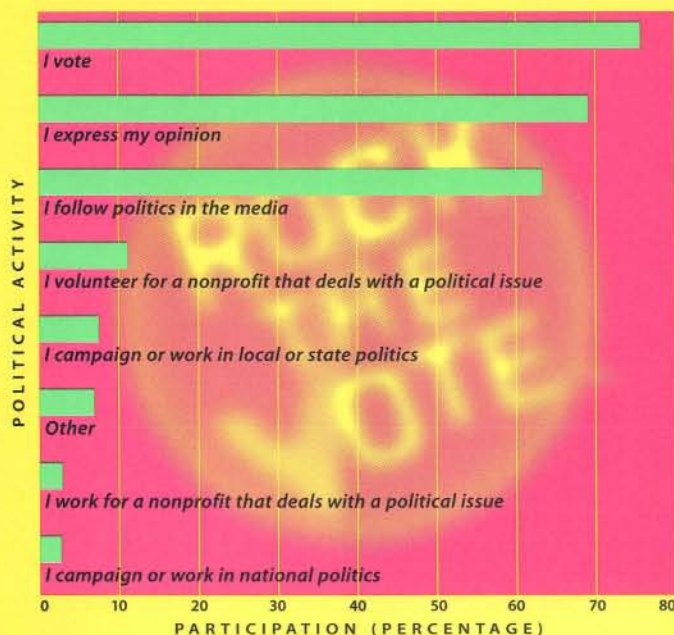 I vote
I express my opinion
I follow politics in the media
I volunteer for a nonprofit that deals with a political issue
I campaign or work in local or state politics
Other
I work for a nonprofit that deals with a political issue
I campaign or work in national politics
POLITICAL ACTIVITY
0 10 20 30 40 50 60 70 80
PARTICIPATION (PERCENTAGE)
ROCK
THE
VOTE